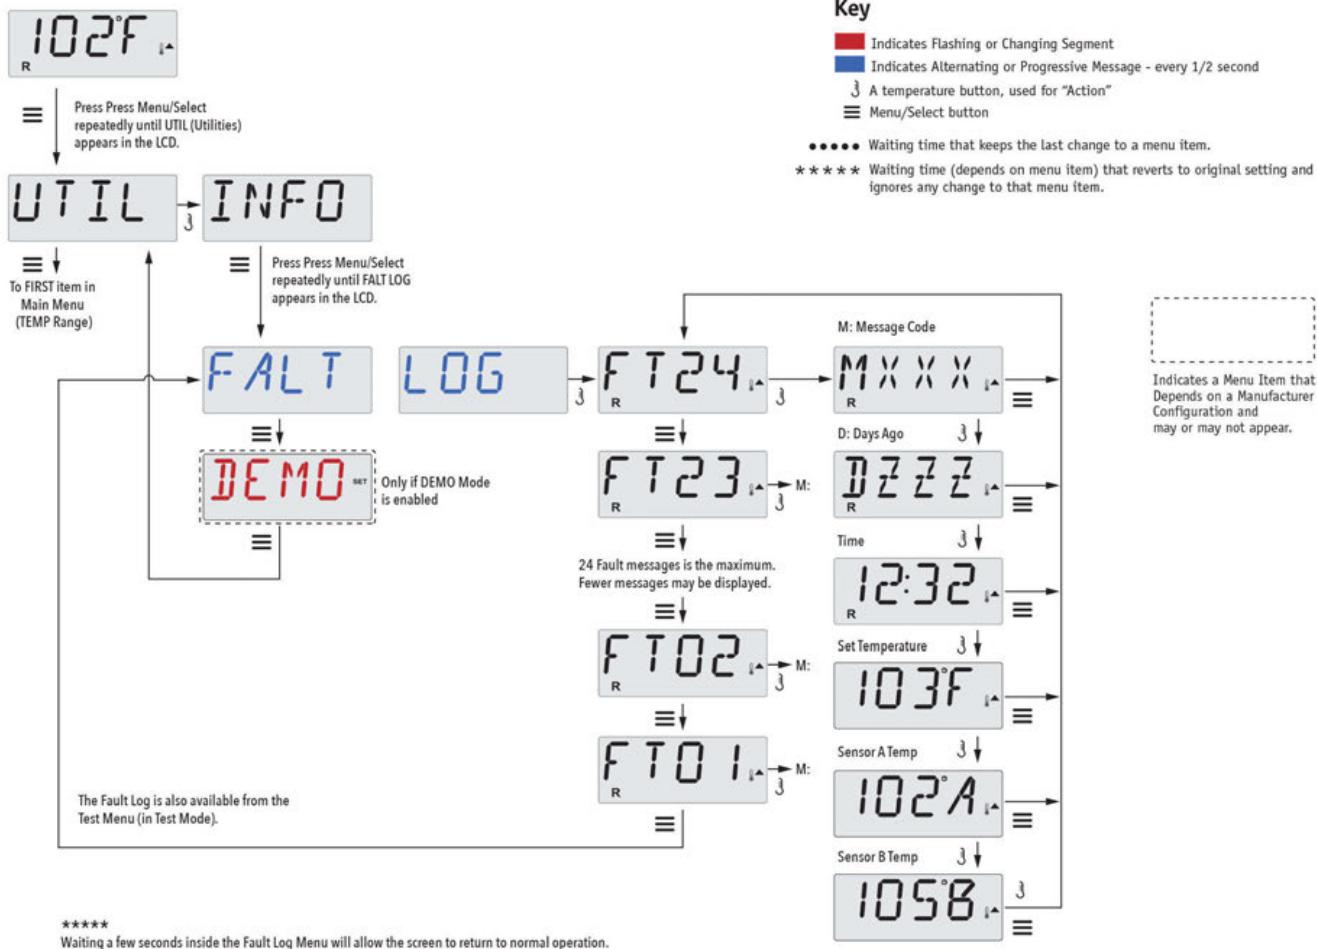 102°F
R
Key
Indicates Flashing or Changing Segment
Indicates Alternating or Progressive Message - every 1/2 second
A temperature button, used for "Action"
Menu/Select button
••••• Waiting time that keeps the last change to a menu item.
***** Waiting time (depends on menu item) that reverts to original setting and
ignores any change to that menu item.
Press Press Menu/Select
repeatedly until UTIL (Utilities)
appears in the LCD.
UTIL
INFO
To FIRST item in
Main Menu
(TEMP Range)
Press Press Menu/Select
repeatedly until FALT LOG
appears in the LCD.
FALT
LOG
FT24
R
M: Message Code
MXXX
R
Indicates a Menu Item that
Depends on a Manufacturer
Configuration and
may or may not appear.
DEMO
SET
Only if DEMO Mode
is enabled
FT23
R
M:
D: Days Ago
DZZZ
R
24 Fault messages is the maximum.
Fewer messages may be displayed.
Time
12:32
R
FT02
R
M:
Set Temperature
103°F
FT01
R
M:
Sensor A Temp
102°A
The Fault Log is also available from the
Test Menu (in Test Mode).
Sensor B Temp
105°B
*****
Waiting a few seconds inside the Fault Log Menu will allow the screen to return to normal operation.